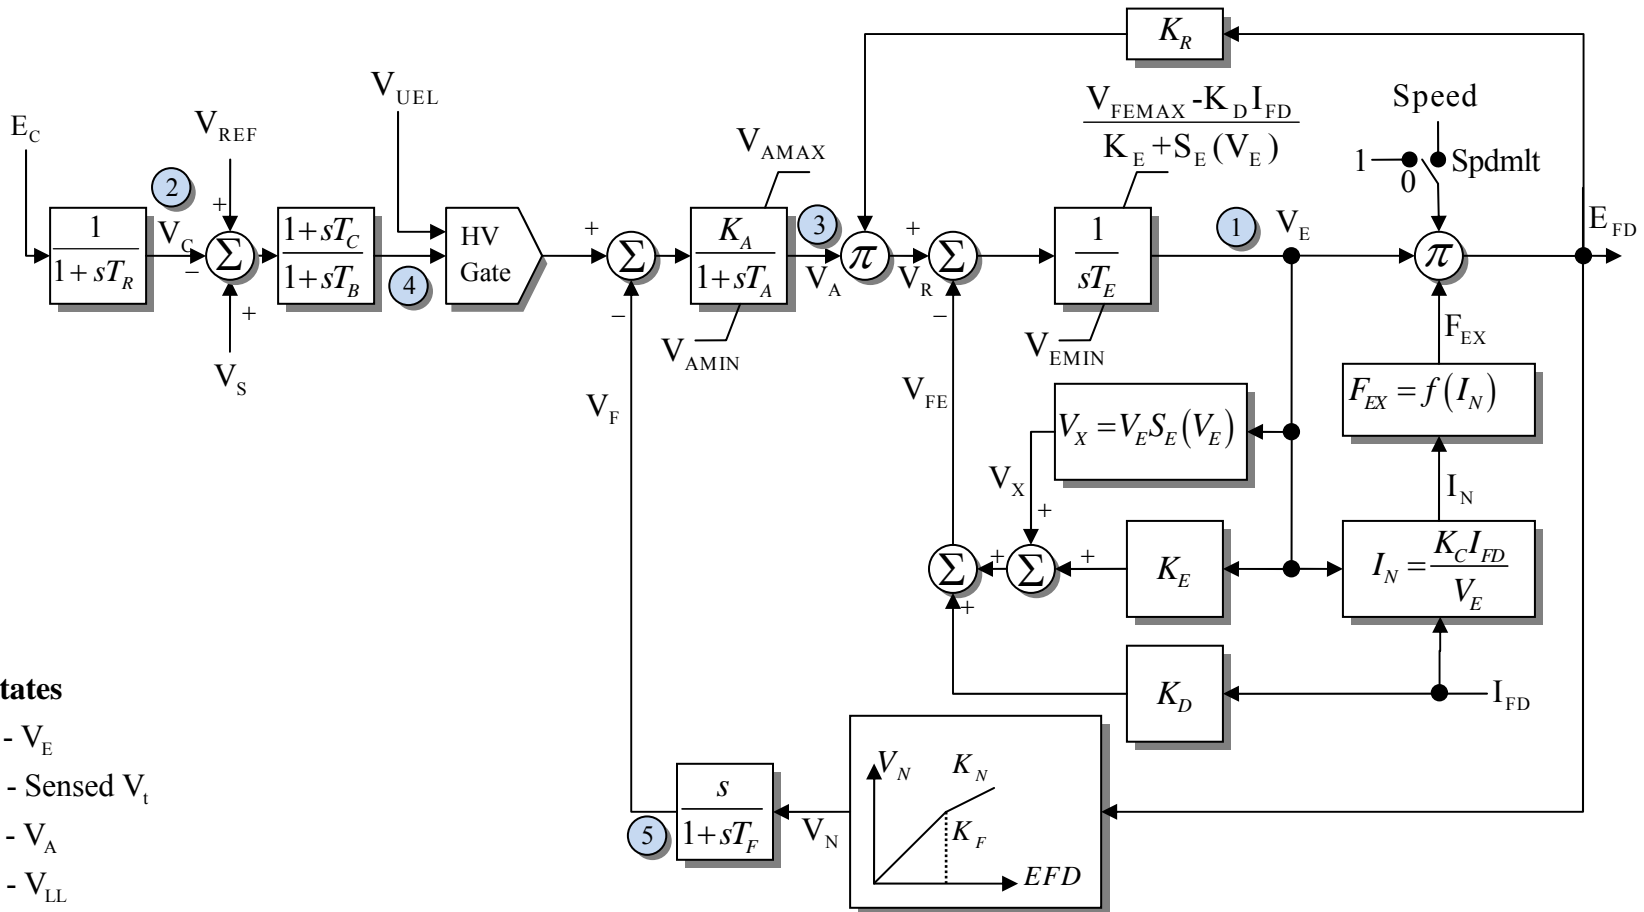 K_R
V_UEL
V_FEMAX -K_D I_FD
K_E +S_E (V_E)
Speed
E_C
V_REF
V_AMAX
1
0
Spdmlt
2
V_C
+
−
Σ
+
V_S
1
1+sT_R
1+sT_C
1+sT_B
4
HV
Gate
+
Σ
−
K_A
1+sT_A
V_AMIN
3
V_A
π
V_R
+
Σ
−
1
sT_E
V_EMIN
1
V_E
π
E_FD
F_EX
F_EX = f(I_N)
V_F
V_FE
V_X = V_E S_E (V_E)
V_X
+
I_N
Σ
+
Σ
+
K_E
I_N = K_C I_FD / V_E
+
K_D
I_FD
tates
- V_E
- Sensed V_t
- V_A
- V_LL
5
s
1+sT_F
V_N
V_N
K_N
K_F
EFD